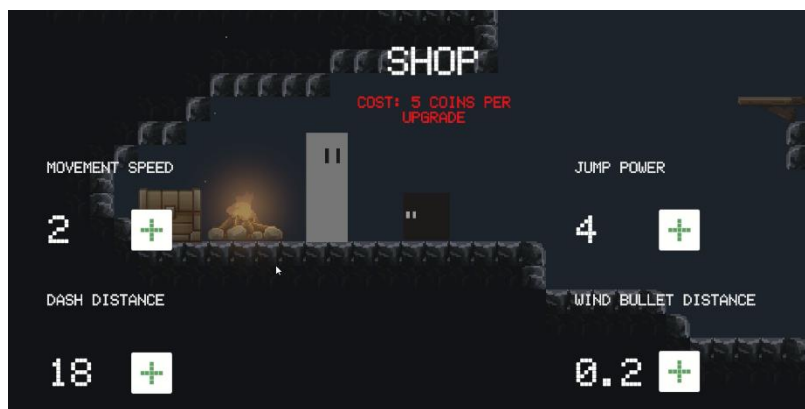 SHOP
COST: 5 COINS PER
UPGRADE
MOVEMENT SPEED
JUMP POWER
2
4
DASH DISTANCE
WIND BULLET DISTANCE
18
0.2